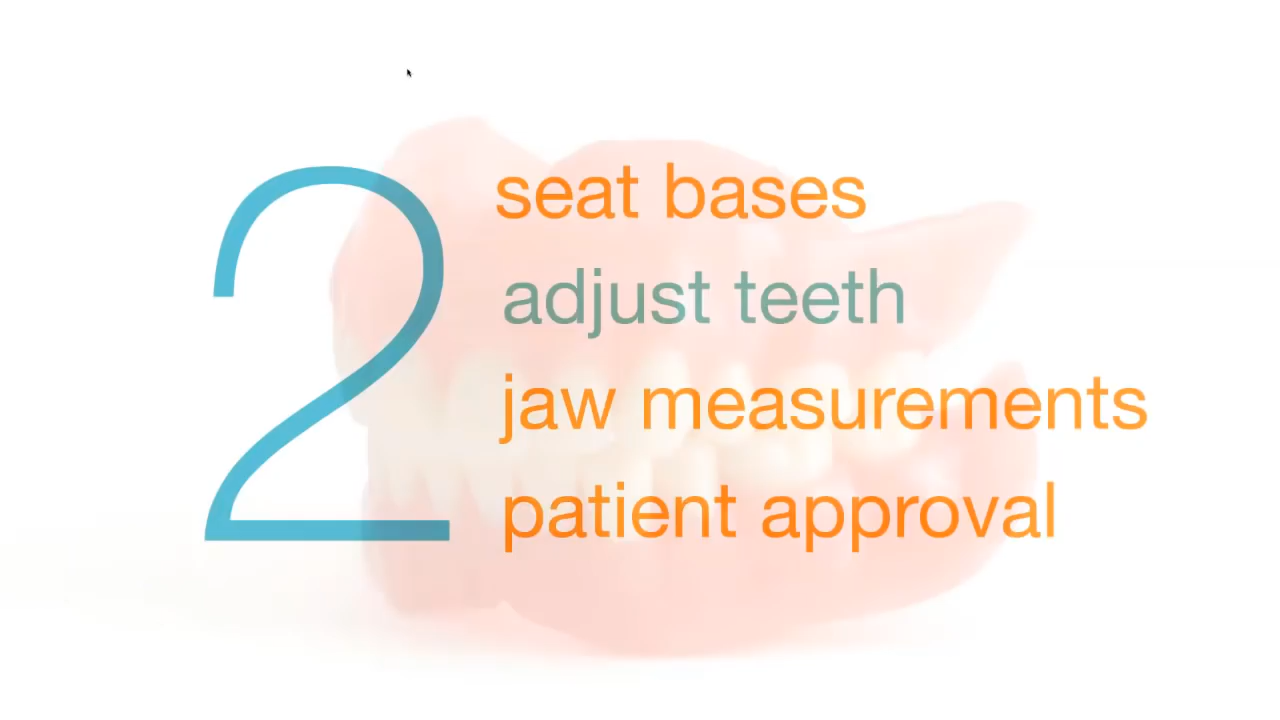 2
seat bases
adjust teeth
jaw measurements
patient approval